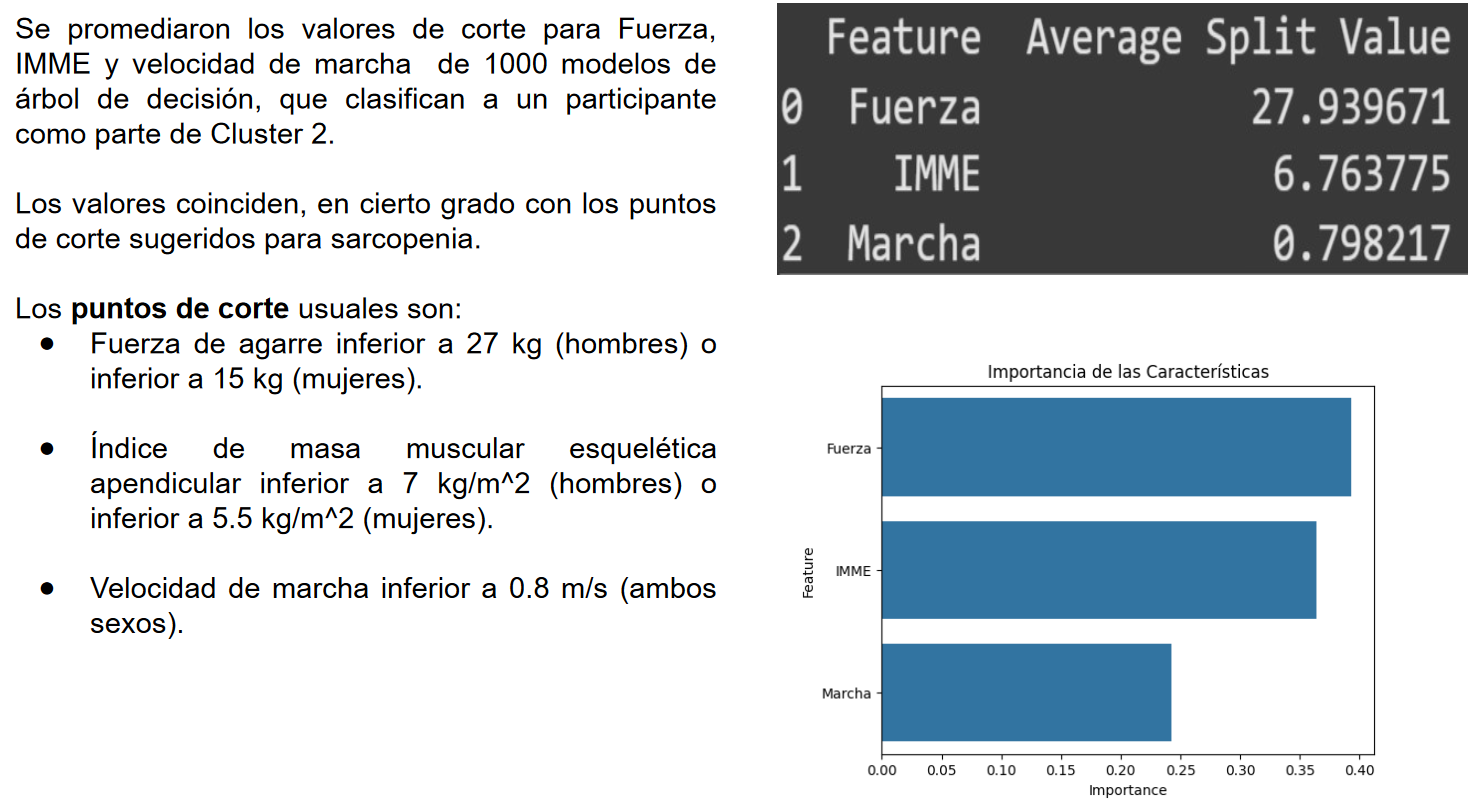 Se promediaron los valores de corte para Fuerza,
IMME y velocidad de marcha de 1000 modelos de
árbol de decisión, que clasifican a un participante
como parte de Cluster 2.
Los valores coinciden, en cierto grado con los puntos
de corte sugeridos para sarcopenia.
Los puntos de corte usuales son:
● Fuerza de agarre inferior a 27 kg (hombres) o
inferior a 15 kg (mujeres).
● Índice de masa muscular esquelética
apendicular inferior a 7 kg/m^2 (hombres) o
inferior a 5.5 kg/m^2 (mujeres).
● Velocidad de marcha inferior a 0.8 m/s (ambos
sexos).
Feature Average Split Value
0 Fuerza 27.939671
1 IMME 6.763775
2 Marcha 0.798217
Importancia de las Características
Feature
Fuerza
IMME
Marcha
0.00 0.05 0.10 0.15 0.20 0.25 0.30 0.35 0.40
Importance